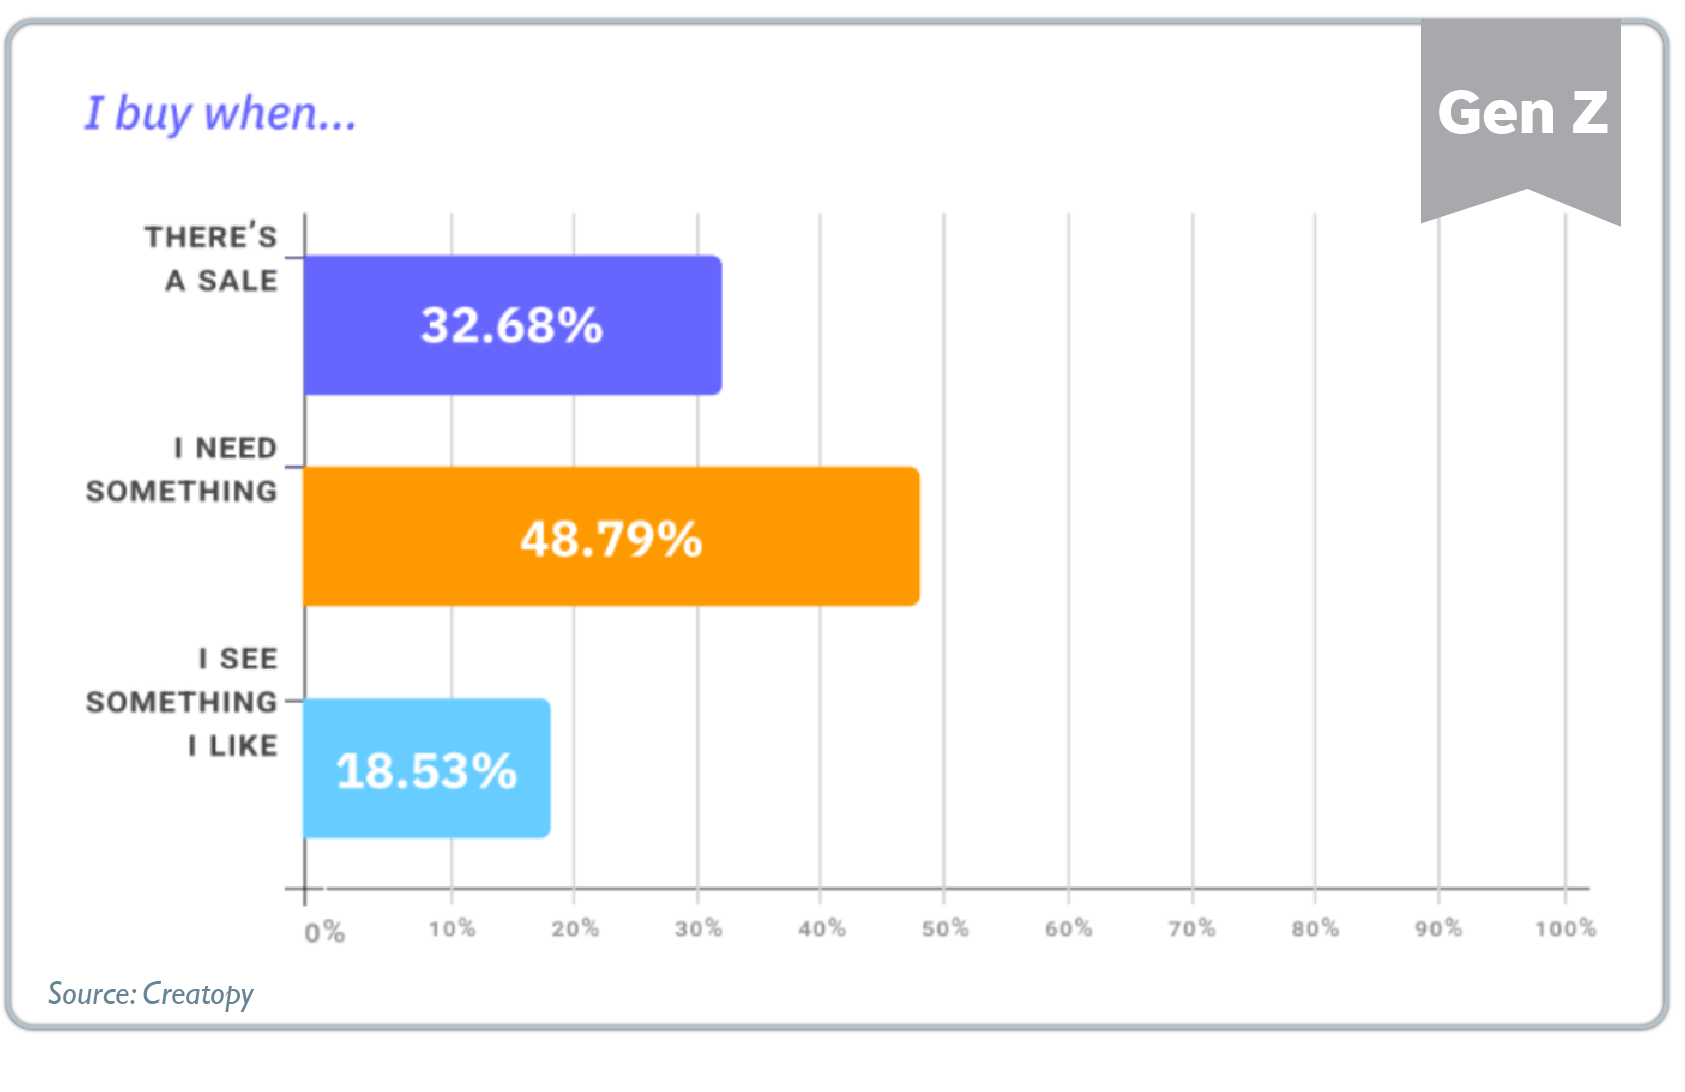 Gen Z
I buy when...
THERE'S
A SALE
32.68%
I NEED
SOMETHING
48.79%
I SEE
SOMETHING
I LIKE
18.53%
0% 10% 20% 30% 40% 50% 60% 70% 80% 90% 100%
Source: Creatopy